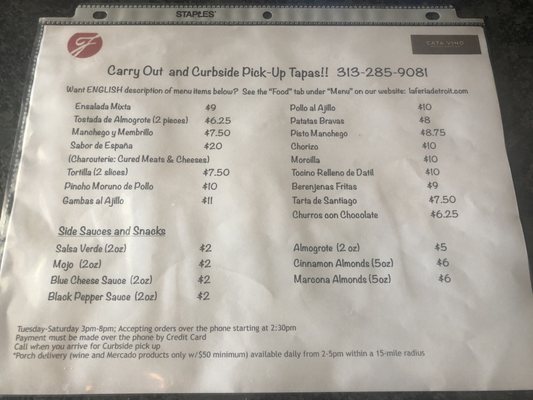 STAPLES
CATA VINO
Carry Out and Curbside Pick-Up Tapas!! 313-285-9081
Want ENGLISH description of menu items below? See the "Food" tab under "Menu" on our website: laferiadetroit.com
Ensalada Mixta $9
Tostada de Almogrote (2 pieces) $6.25
Manchego y Membrillo $7.50
Sabor de España $20
(Charcuterie: Cured Meats & Cheeses)
Tortilla (2 slices) $7.50
Pincho Moruno de Pollo $10
Gambas al Ajillo $11
Pollo al Ajillo $10
Patatas Bravas $8
Pisto Manchego $8.75
Chorizo $10
Morcilla $10
Tocino Relleno de Datil $10
Berenjenas Fritas $9
Tarta de Santiago $7.50
Churros con Chocolate $6.25
Side Sauces and Snacks
Salsa Verde (2oz) $2
Mojo (2oz) $2
Blue Cheese Sauce (2oz) $2
Black Pepper Sauce (2oz) $2
Almogrote (2 oz) $5
Cinnamon Almonds (5oz) $6
Marcona Almonds (5oz) $6
Tuesday-Saturday 3pm-8pm; Accepting orders over the phone starting at 2:30pm
Payment must be made over the phone by Credit Card
Call when you arrive for Curbside pick up
*Porch delivery (wine and Mercado products only w/$50 minimum) available daily from 2-5pm within a 15-mile radius